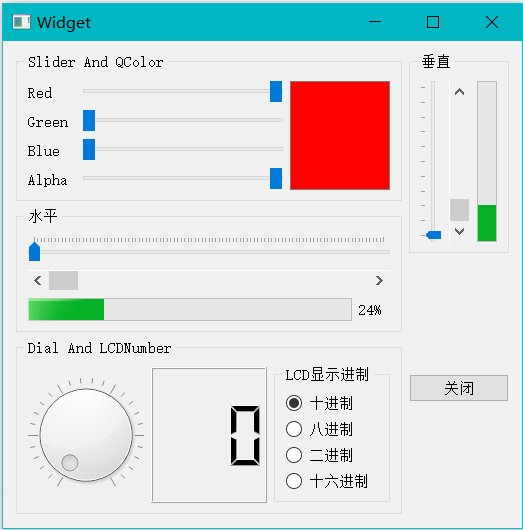 Widget
Slider And QColor
Red
Green
Blue
Alpha
垂直
水平
24%
Dial And LCDNumber
0
LCD显示进制
十进制
八进制
二进制
十六进制
关闭